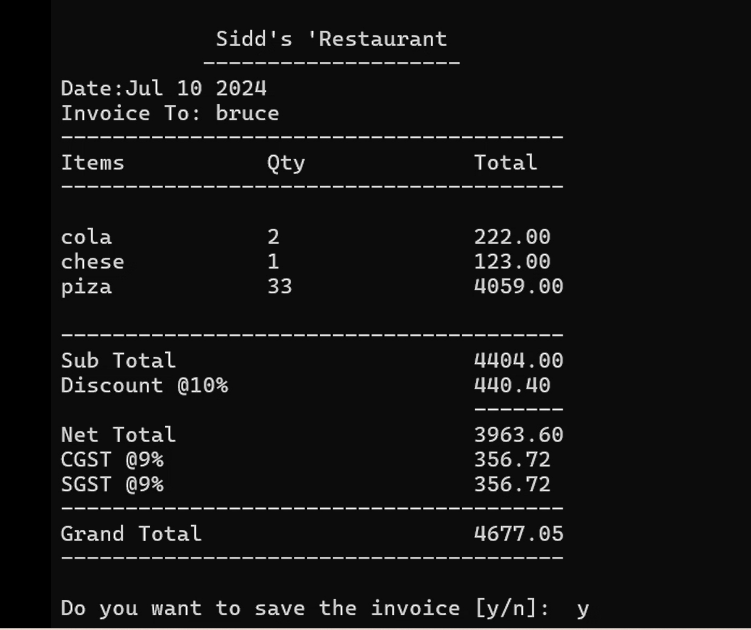 Sidd's 'Restaurant
--------------------
Date:Jul 10 2024
Invoice To: bruce
---------------------------------------
Items Qty Total
---------------------------------------
cola 2 222.00
chese 1 123.00
piza 33 4059.00
---------------------------------------
Sub Total 4404.00
Discount @10% 440.40
-------
Net Total 3963.60
CGST @9% 356.72
SGST @9% 356.72
---------------------------------------
Grand Total 4677.05
---------------------------------------
Do you want to save the invoice [y/n]: y